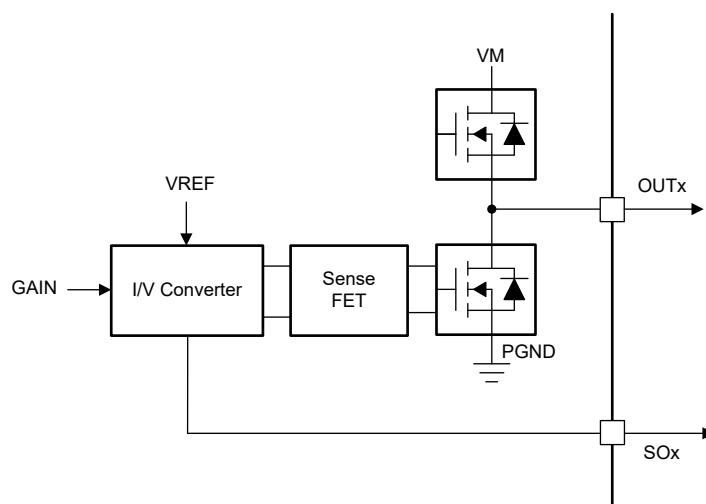 VM
VREF
OUTx
GAIN
I/V Converter
Sense
FET
PGND
SOx